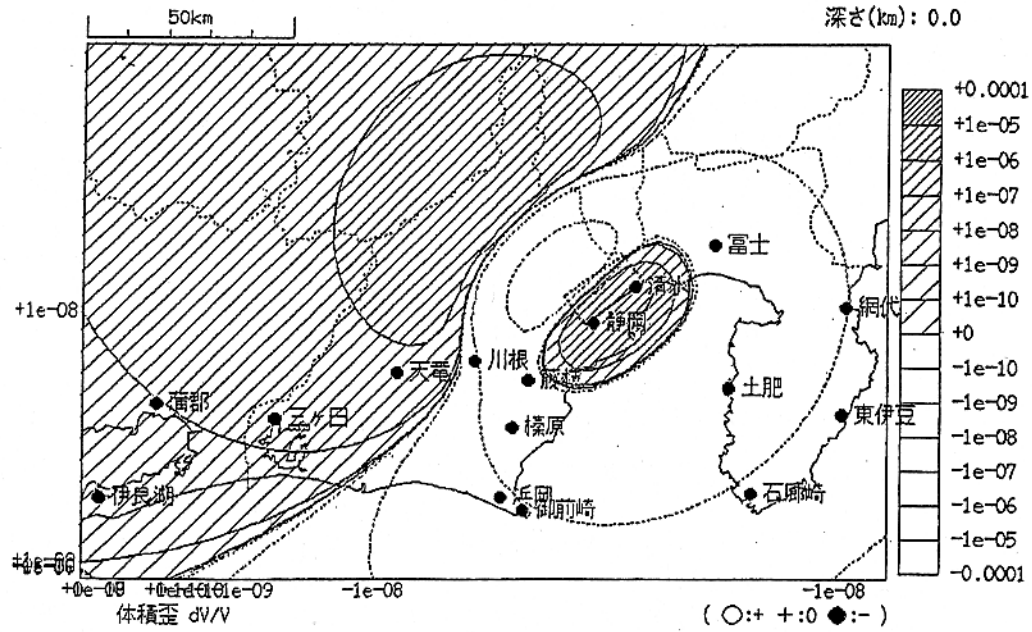 50km
深さ(km): 0.0
+0.0001
+1e-05
+1e-06
+1e-07
+1e-08
+1e-09
+1e-10
+0
-1e-10
-1e-09
-1e-08
-1e-07
-1e-06
-1e-05
-0.0001
冨士
清水
網代
+1e-08
静岡
川根
天竜
土肥
蒲郡
三ヶ日
東伊豆
榛原
伊良湖
浜岡
石廊崎
御前崎
-1e-08
-1e-08
体積歪 dV/V
( ○:+ +:0 ●:-)